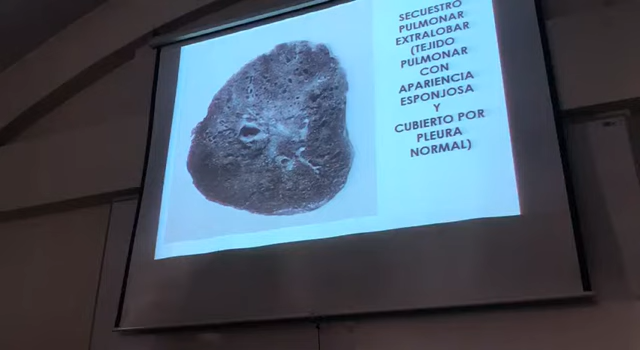 SECUESTRO
PULMONAR
EXTRALOBAR
(TEJIDO
PULMONAR
CON
APARIENCIA
ESPONJOSA
Y
CUBIERTO POR
PLEURA
NORMAL)